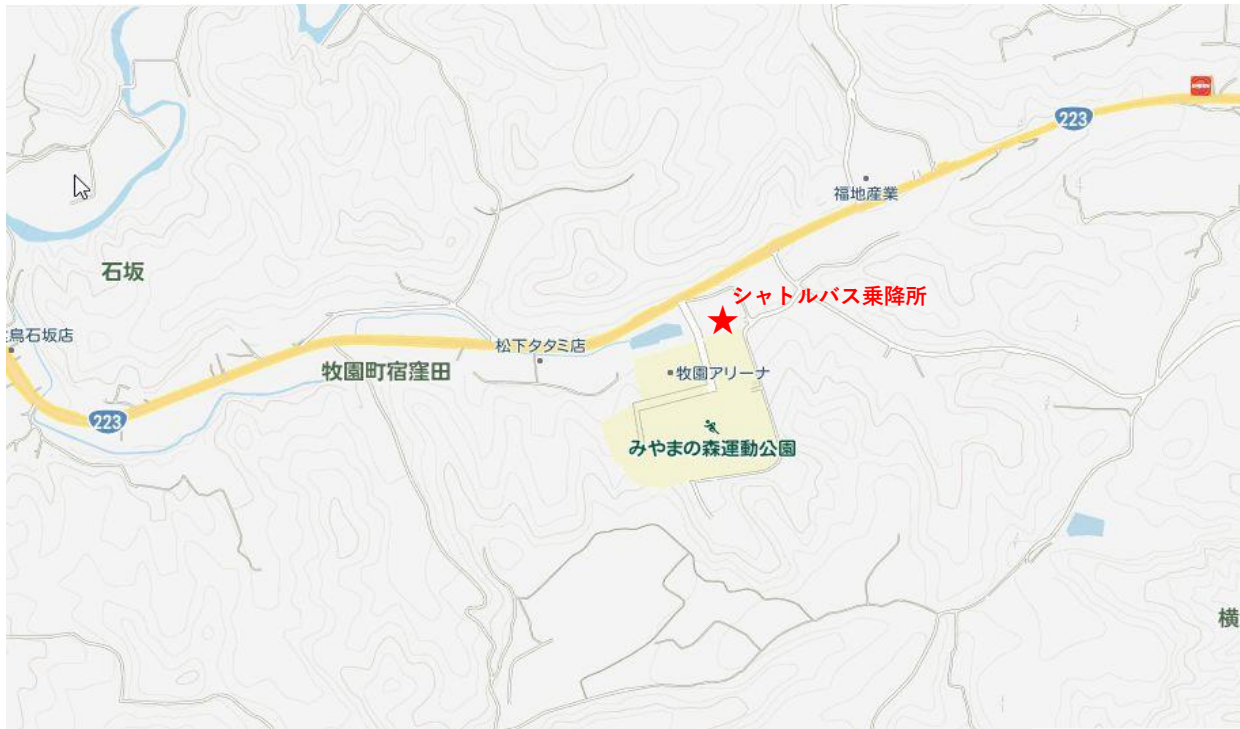 223
福地産業
石坂
シャトルバス乗降所
鳥石坂店
松下タタミ店
牧園町宿窪田
牧園アリーナ
223
みやまの森運動公園
横